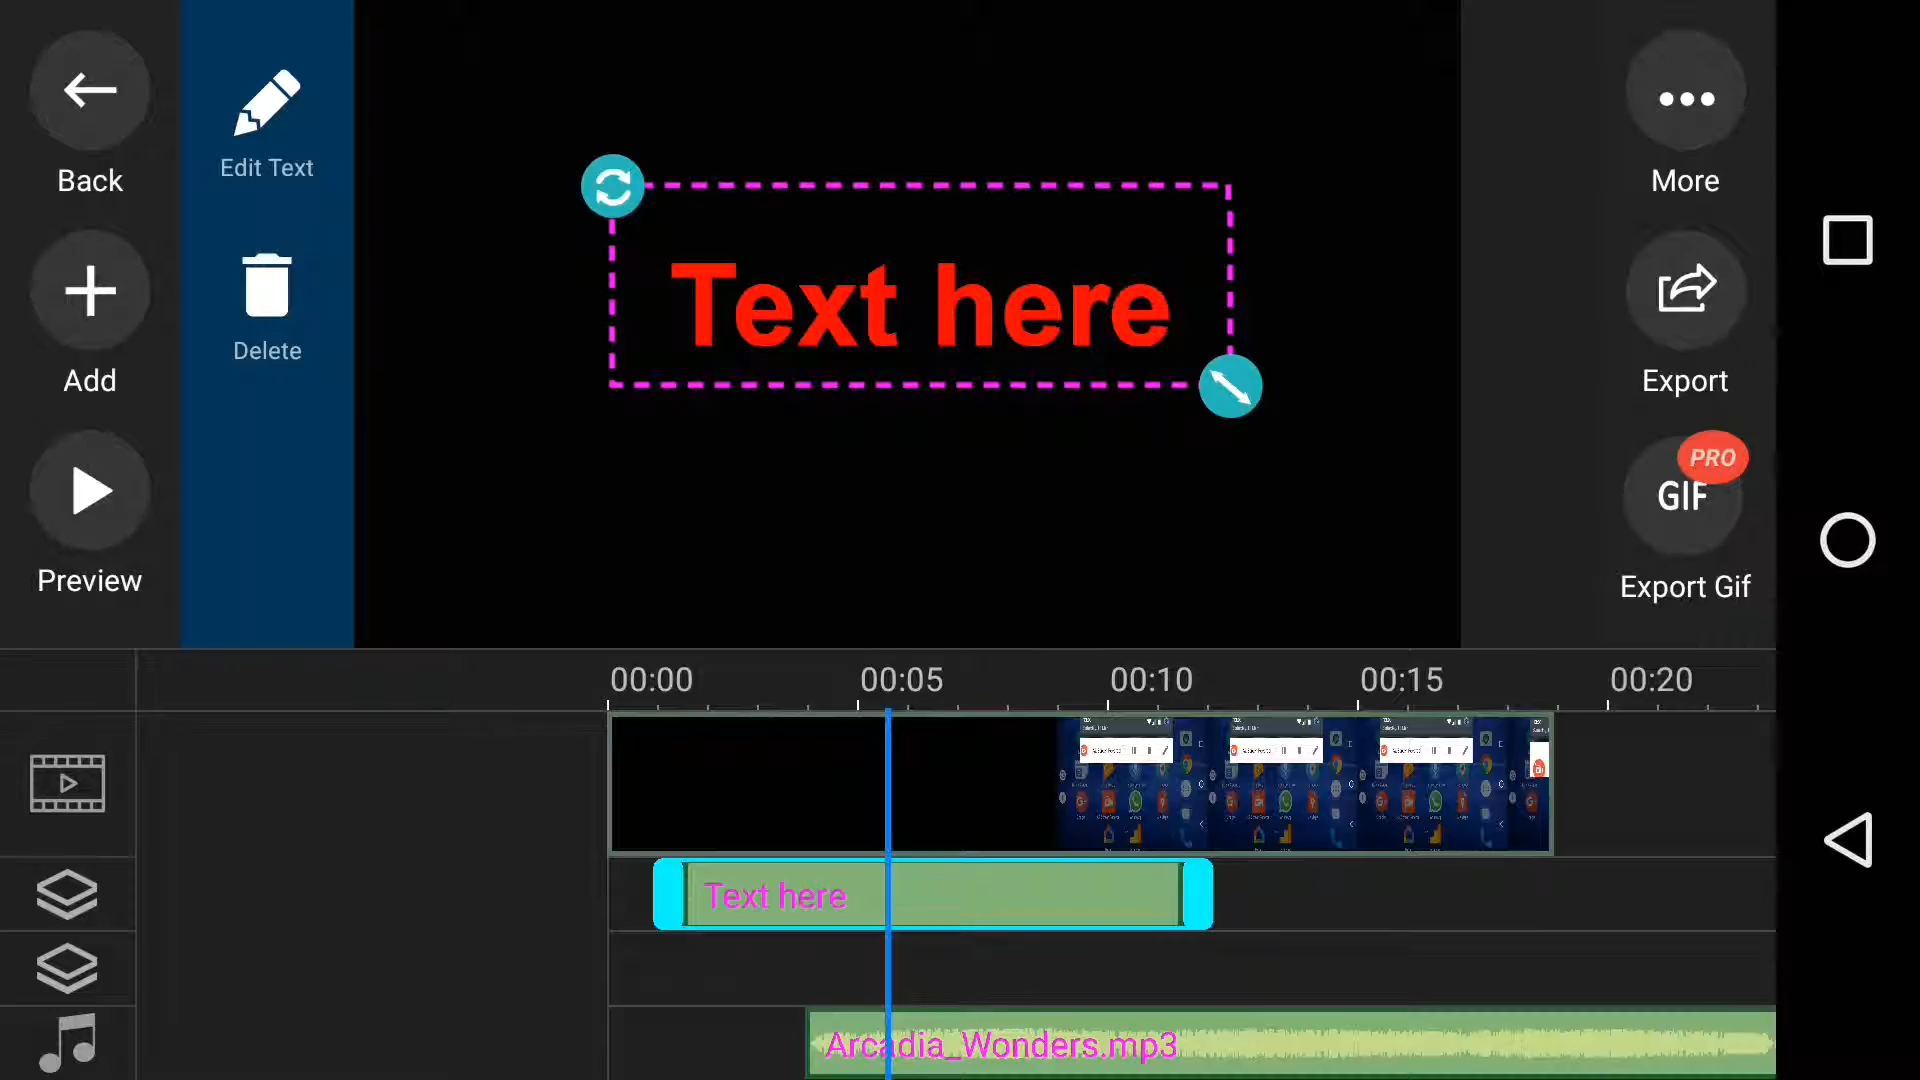 Back
Add
Preview
Edit Text
Delete
Text here
More
Export
PRO
GIF
Export Gif
00:00
00:05
00:10
00:15
00:20
Text here
Arcadia_Wonders.mp3